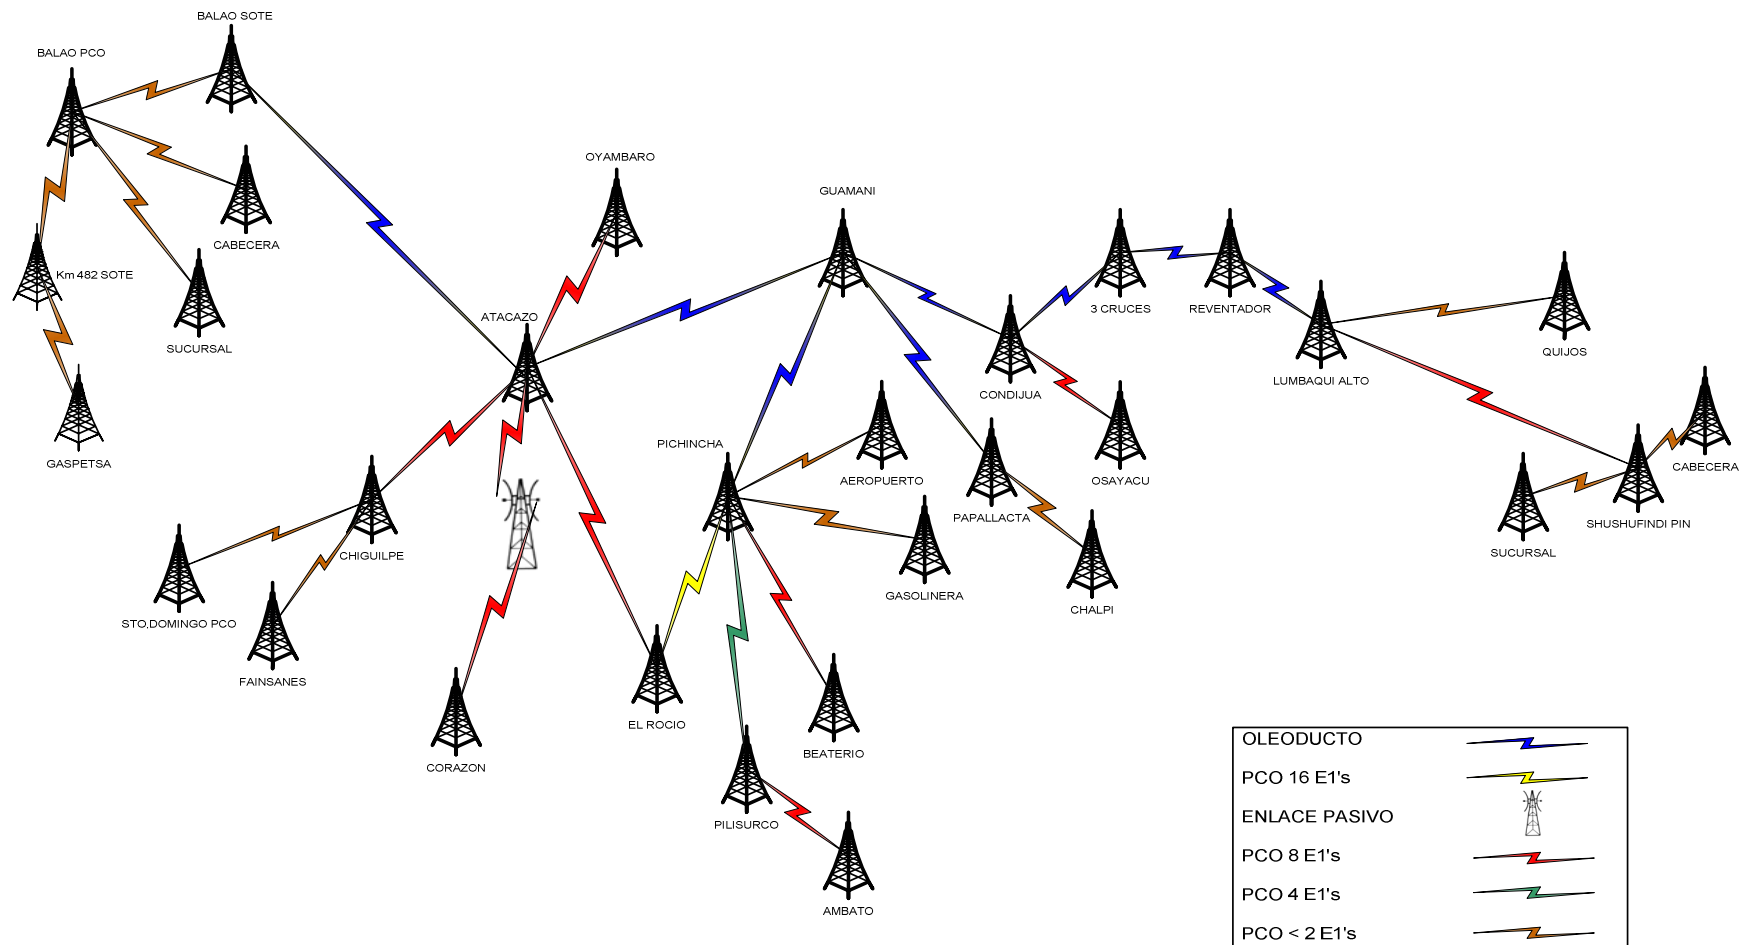 BALAO SOTE
BALAO PCO
OYAMBARO
GUAMANI
CABECERA
Km 482 SOTE
3 CRUCES
REVENTADOR
ATACAZO
SUCURSAL
QUIJOS
LUMBAQUI ALTO
CONDIJUA
PICHINCHA
GASPETSA
CABECERA
AEROPUERTO
OSAYACU
PAPALLACTA
SHUSHUFINDI PIN
SUCURSAL
CHIGUILPE
GASOLINERA
CHALPI
STO,DOMINGO PCO
FAINSANES
EL ROCIO
BEATERIO
CORAZON
PILISURCO
AMBATO
OLEODUCTO
PCO 16 E1's
ENLACE PASIVO
PCO 8 E1's
PCO 4 E1's
PCO < 2 E1's